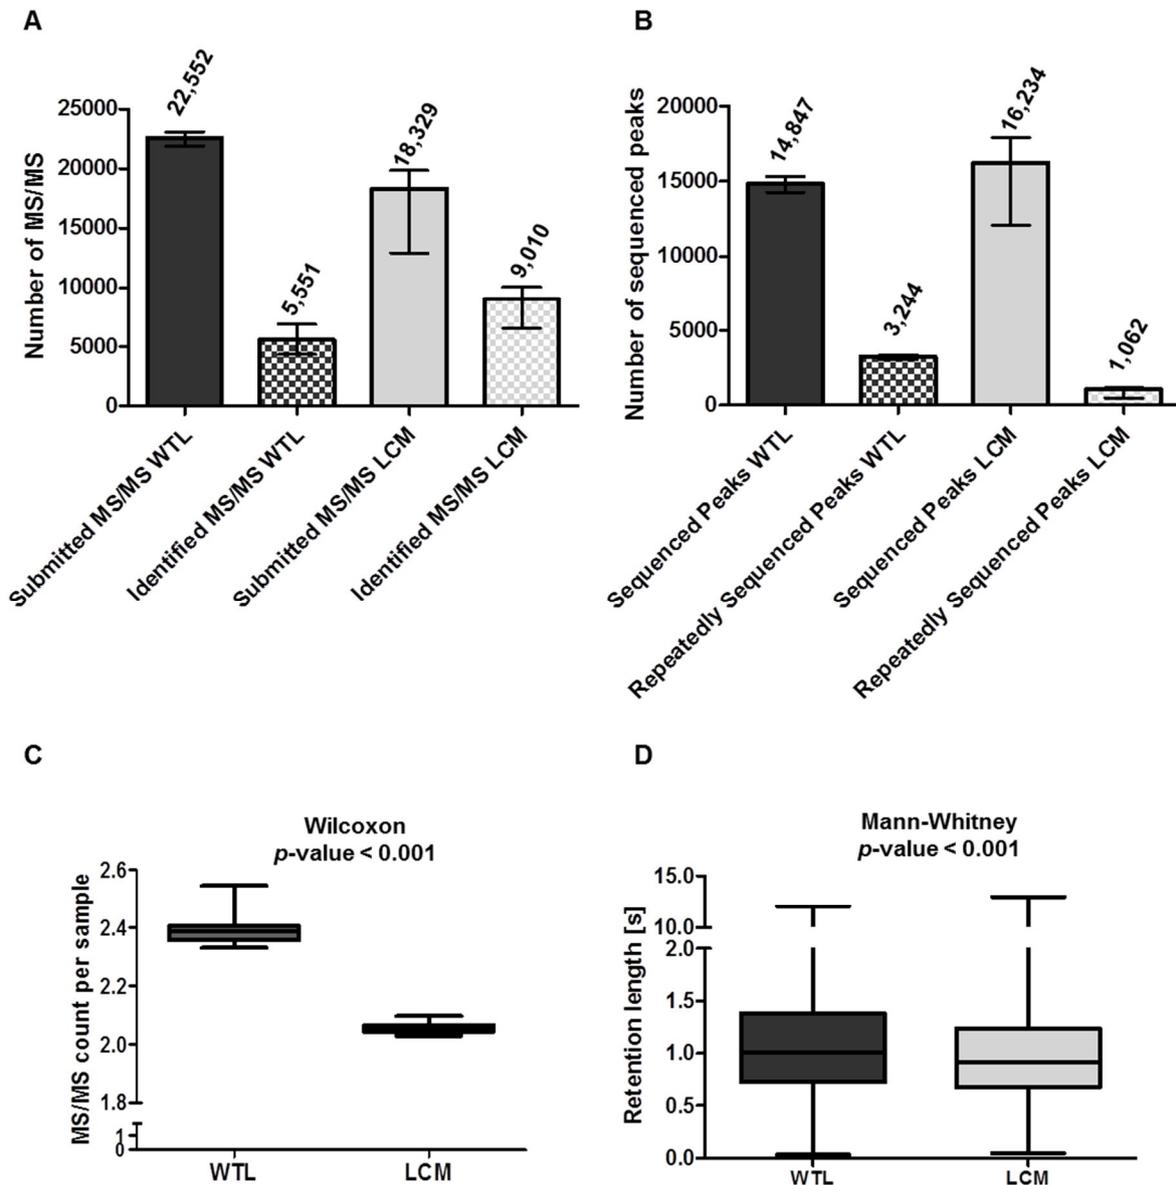 A
Number of MS/MS
25000
20000
15000
10000
5000
0
22,552
5,551
18,329
9,010
Submitted MS/MS WTL
Identified MS/MS WTL
Submitted MS/MS LCM
Identified MS/MS LCM
B
Number of sequenced peaks
20000
15000
10000
5000
0
14,847
3,244
16,234
1,062
Sequenced Peaks WTL
Repeatedly Sequenced Peaks WTL
Sequenced Peaks LCM
Repeatedly Sequenced Peaks LCM
C
Wilcoxon
p-value < 0.001
MS/MS count per sample
2.6
2.4
2.2
2.0
1.8
1
0
WTL
LCM
D
Mann-Whitney
p-value < 0.001
Retention length [s]
15.0
10.0
2.0
1.5
1.0
0.5
0.0
WTL
LCM